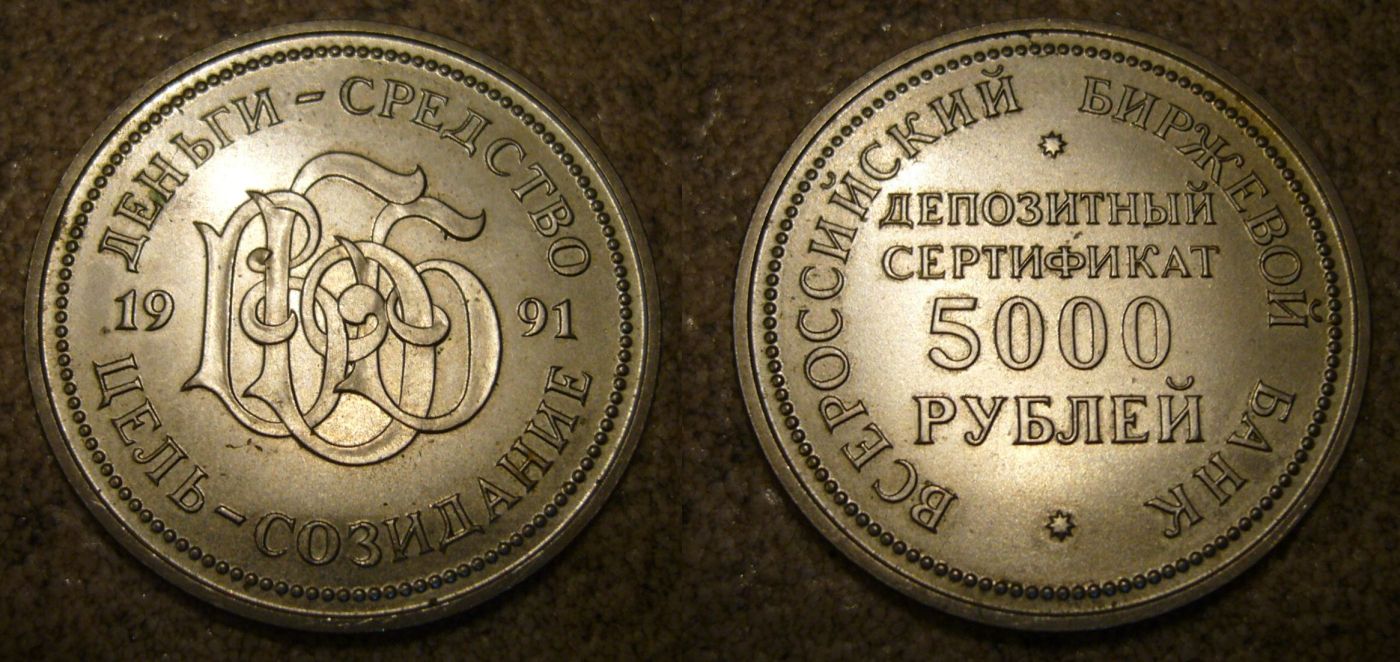 ДЕНЬГИ – СРЕДСТВО
19 91
ЦЕЛЬ – СОЗИДАНИЕ
ВСЕРОССИЙСКИЙ БИРЖЕВОЙ БАНК
ДЕПОЗИТНЫЙ
СЕРТИФИКАТ
5000
РУБЛЕЙ